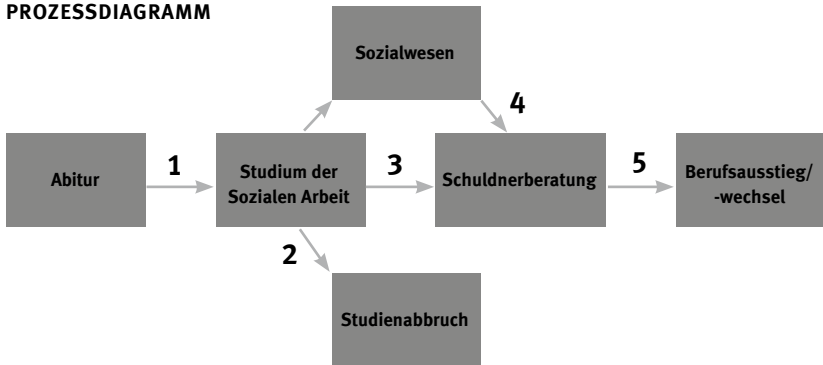 PROZESSDIAGRAMM
Sozialwesen
4
Abitur
1
Studium der
Sozialen Arbeit
3
Schuldnerberatung
5
Berufsausstieg/
-wechsel
2
Studienabbruch